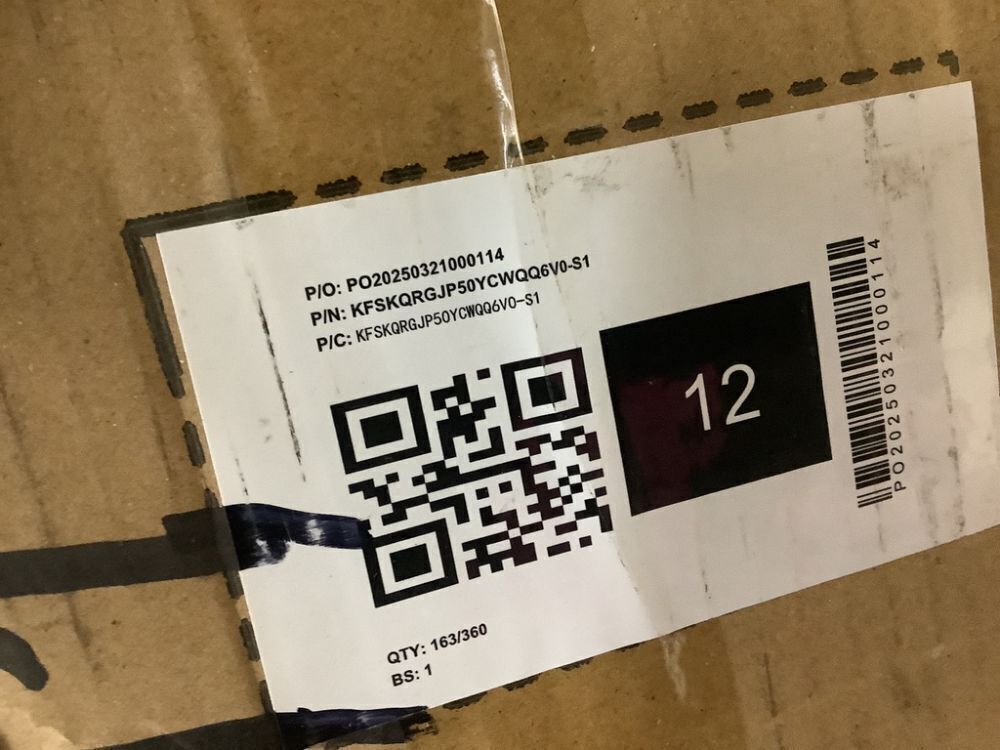 P/O: PO20250321000114
P/N: KFSKQRGJP50YCWQQ6V0-S1
P/C: KFSKQRGJP50YCWQQ6V0-S1
12
PO20250321000114
QTY: 163/360
BS: 1